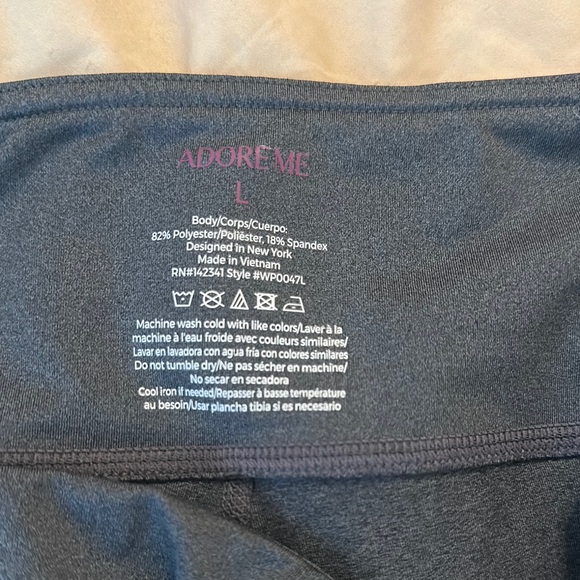 ADORE ME
L
Body/Corps/Cuerpo:
82% Polyester/Poliéster, 18% Spandex
Designed in New York
Made in Vietnam
RN#142341 Style #WP0047L
Machine wash cold with like colors/Laver à la
machine à l'eau froide avec couleurs similaires/
Lavar en lavadora con agua fría con colores similares
Do not tumble dry/Ne pas sécher en machine/
No secar en secadora
Cool iron if needed/Repasser à basse température
au besoin/Usar plancha tibia si es necesario